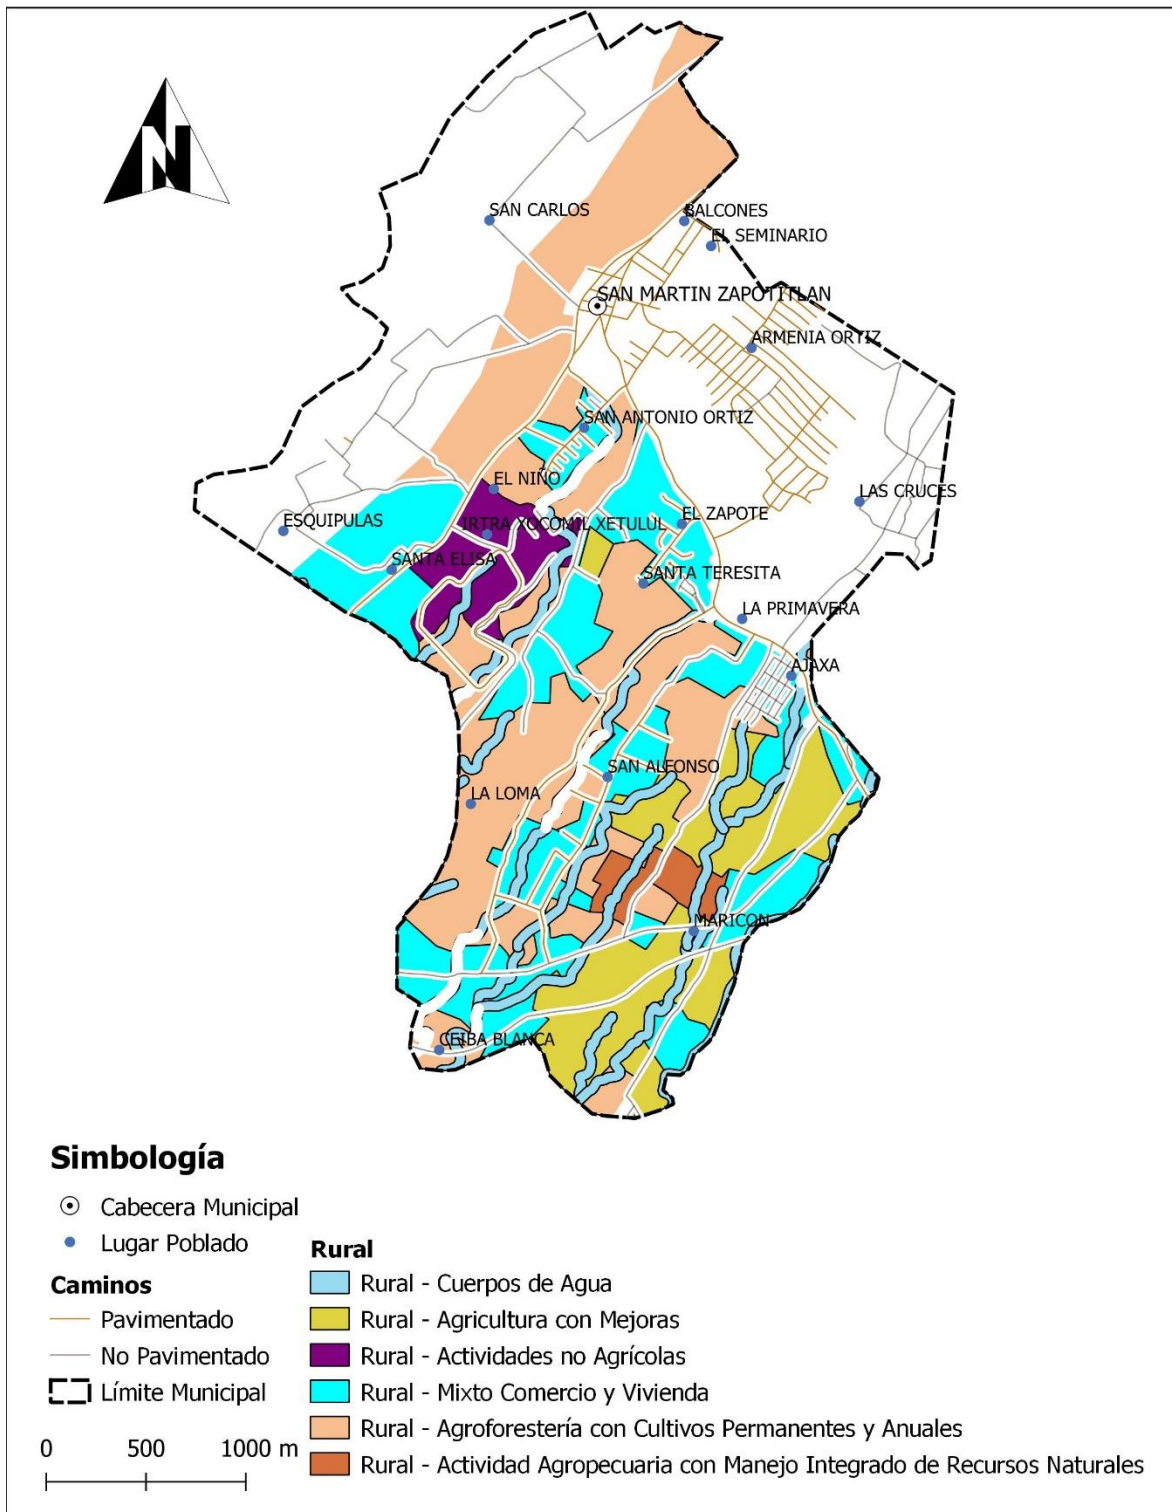 N
SAN CARLOS
BALCONES
EL SEMINARIO
SAN MARTIN ZAPOTITLAN
ARMENIA ORTIZ
SAN ANTONIO ORTIZ
EL NIÑO
LAS CRUCES
EL ZAPOTE
ESQUIPULAS
IRTRA XOCOMIL XETULUL
SANTA ELISA
SANTA TERESITA
LA PRIMAVERA
AJAXA
SAN ALFONSO
LA LOMA
MARICON
CEIBA BLANCA
Simbología
Cabecera Municipal
Lugar Poblado
Caminos
Pavimentado
No Pavimentado
Límite Municipal
0 500 1000 m
Rural
Rural - Cuerpos de Agua
Rural - Agricultura con Mejoras
Rural - Actividades no Agrícolas
Rural - Mixto Comercio y Vivienda
Rural - Agroforestería con Cultivos Permanentes y Anuales
Rural - Actividad Agropecuaria con Manejo Integrado de Recursos Naturales